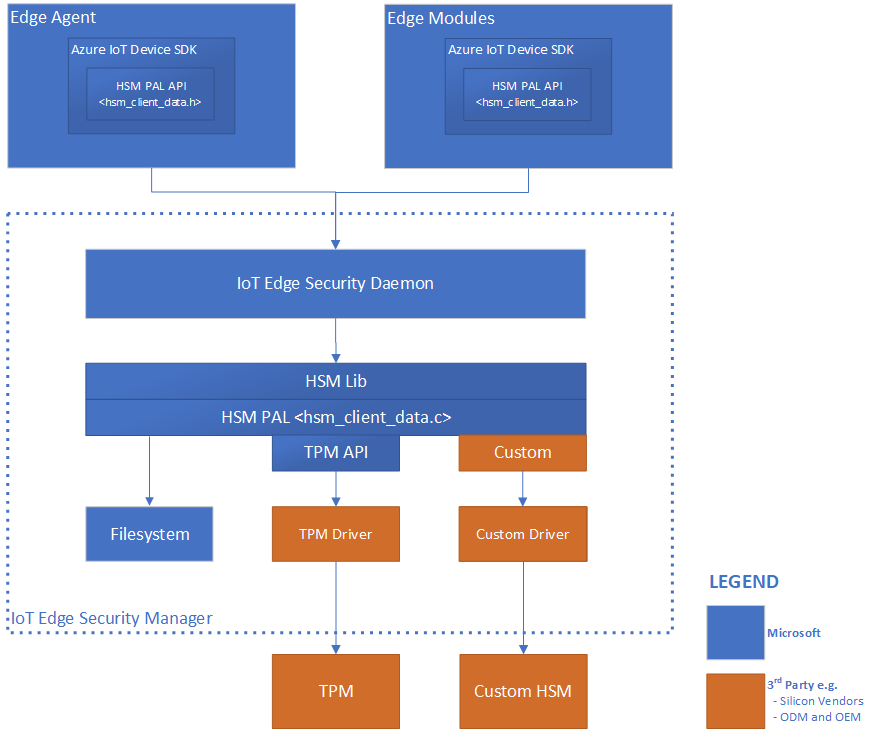 Edge Agent
Azure IoT Device SDK
HSM PAL API
<hsm_client_data.h>
Edge Modules
Azure IoT Device SDK
HSM PAL API
<hsm_client_data.h>
IoT Edge Security Daemon
HSM Lib
HSM PAL <hsm_client_data.c>
TPM API
Custom
Filesystem
TPM Driver
Custom Driver
IoT Edge Security Manager
TPM
Custom HSM
LEGEND
Microsoft
3rd Party e.g.
- Silicon Vendors
- ODM and OEM